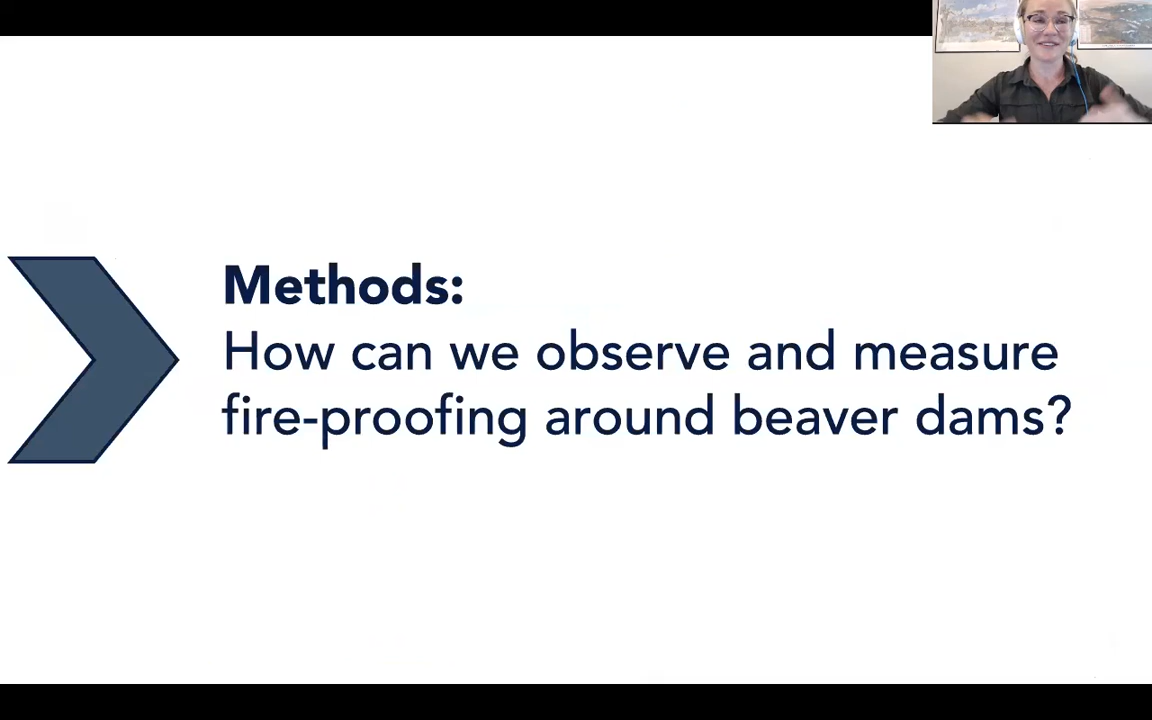 Methods:
How can we observe and measure
fire-proofing around beaver dams?